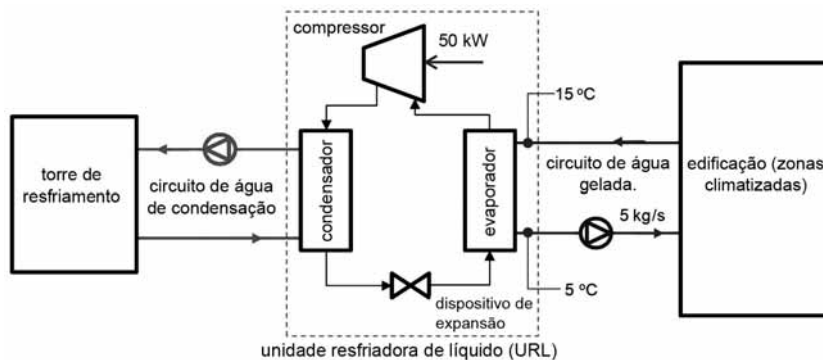 compressor
50 kW
15 ºC
torre de
resfriamento
circuito de água
de condensação
condensador
evaporador
circuito de água
gelada.
edificação (zonas
climatizadas)
5 kg/s
dispositivo de
expansão
5 ºC
unidade resfriadora de líquido (URL)